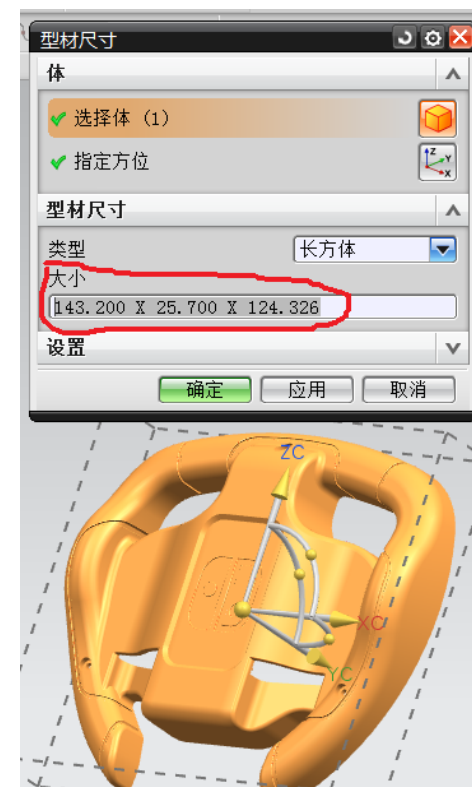 型材尺寸
体
选择体 (1)
指定方位
型材尺寸
类型
长方体
大小
143.200 X 25.700 X 124.326
设置
确定
应用
取消
ZC
XC
YC